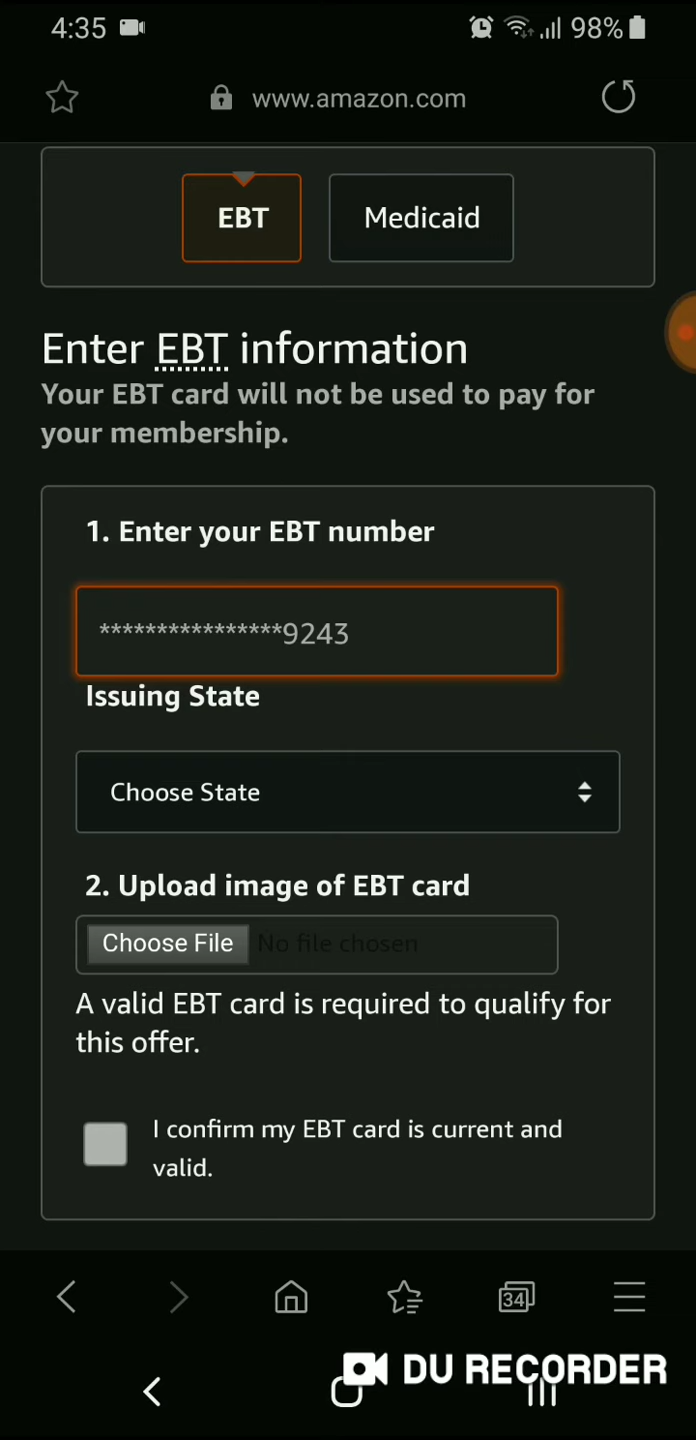 4:35
98%
www.amazon.com
EBT
Medicaid
Enter EBT information
Your EBT card will not be used to pay for
your membership.
1. Enter your EBT number
****************9243
Issuing State
Choose State
2. Upload image of EBT card
Choose File No file chosen
A valid EBT card is required to qualify for
this offer.
I confirm my EBT card is current and
valid.
34
DU RECORDER